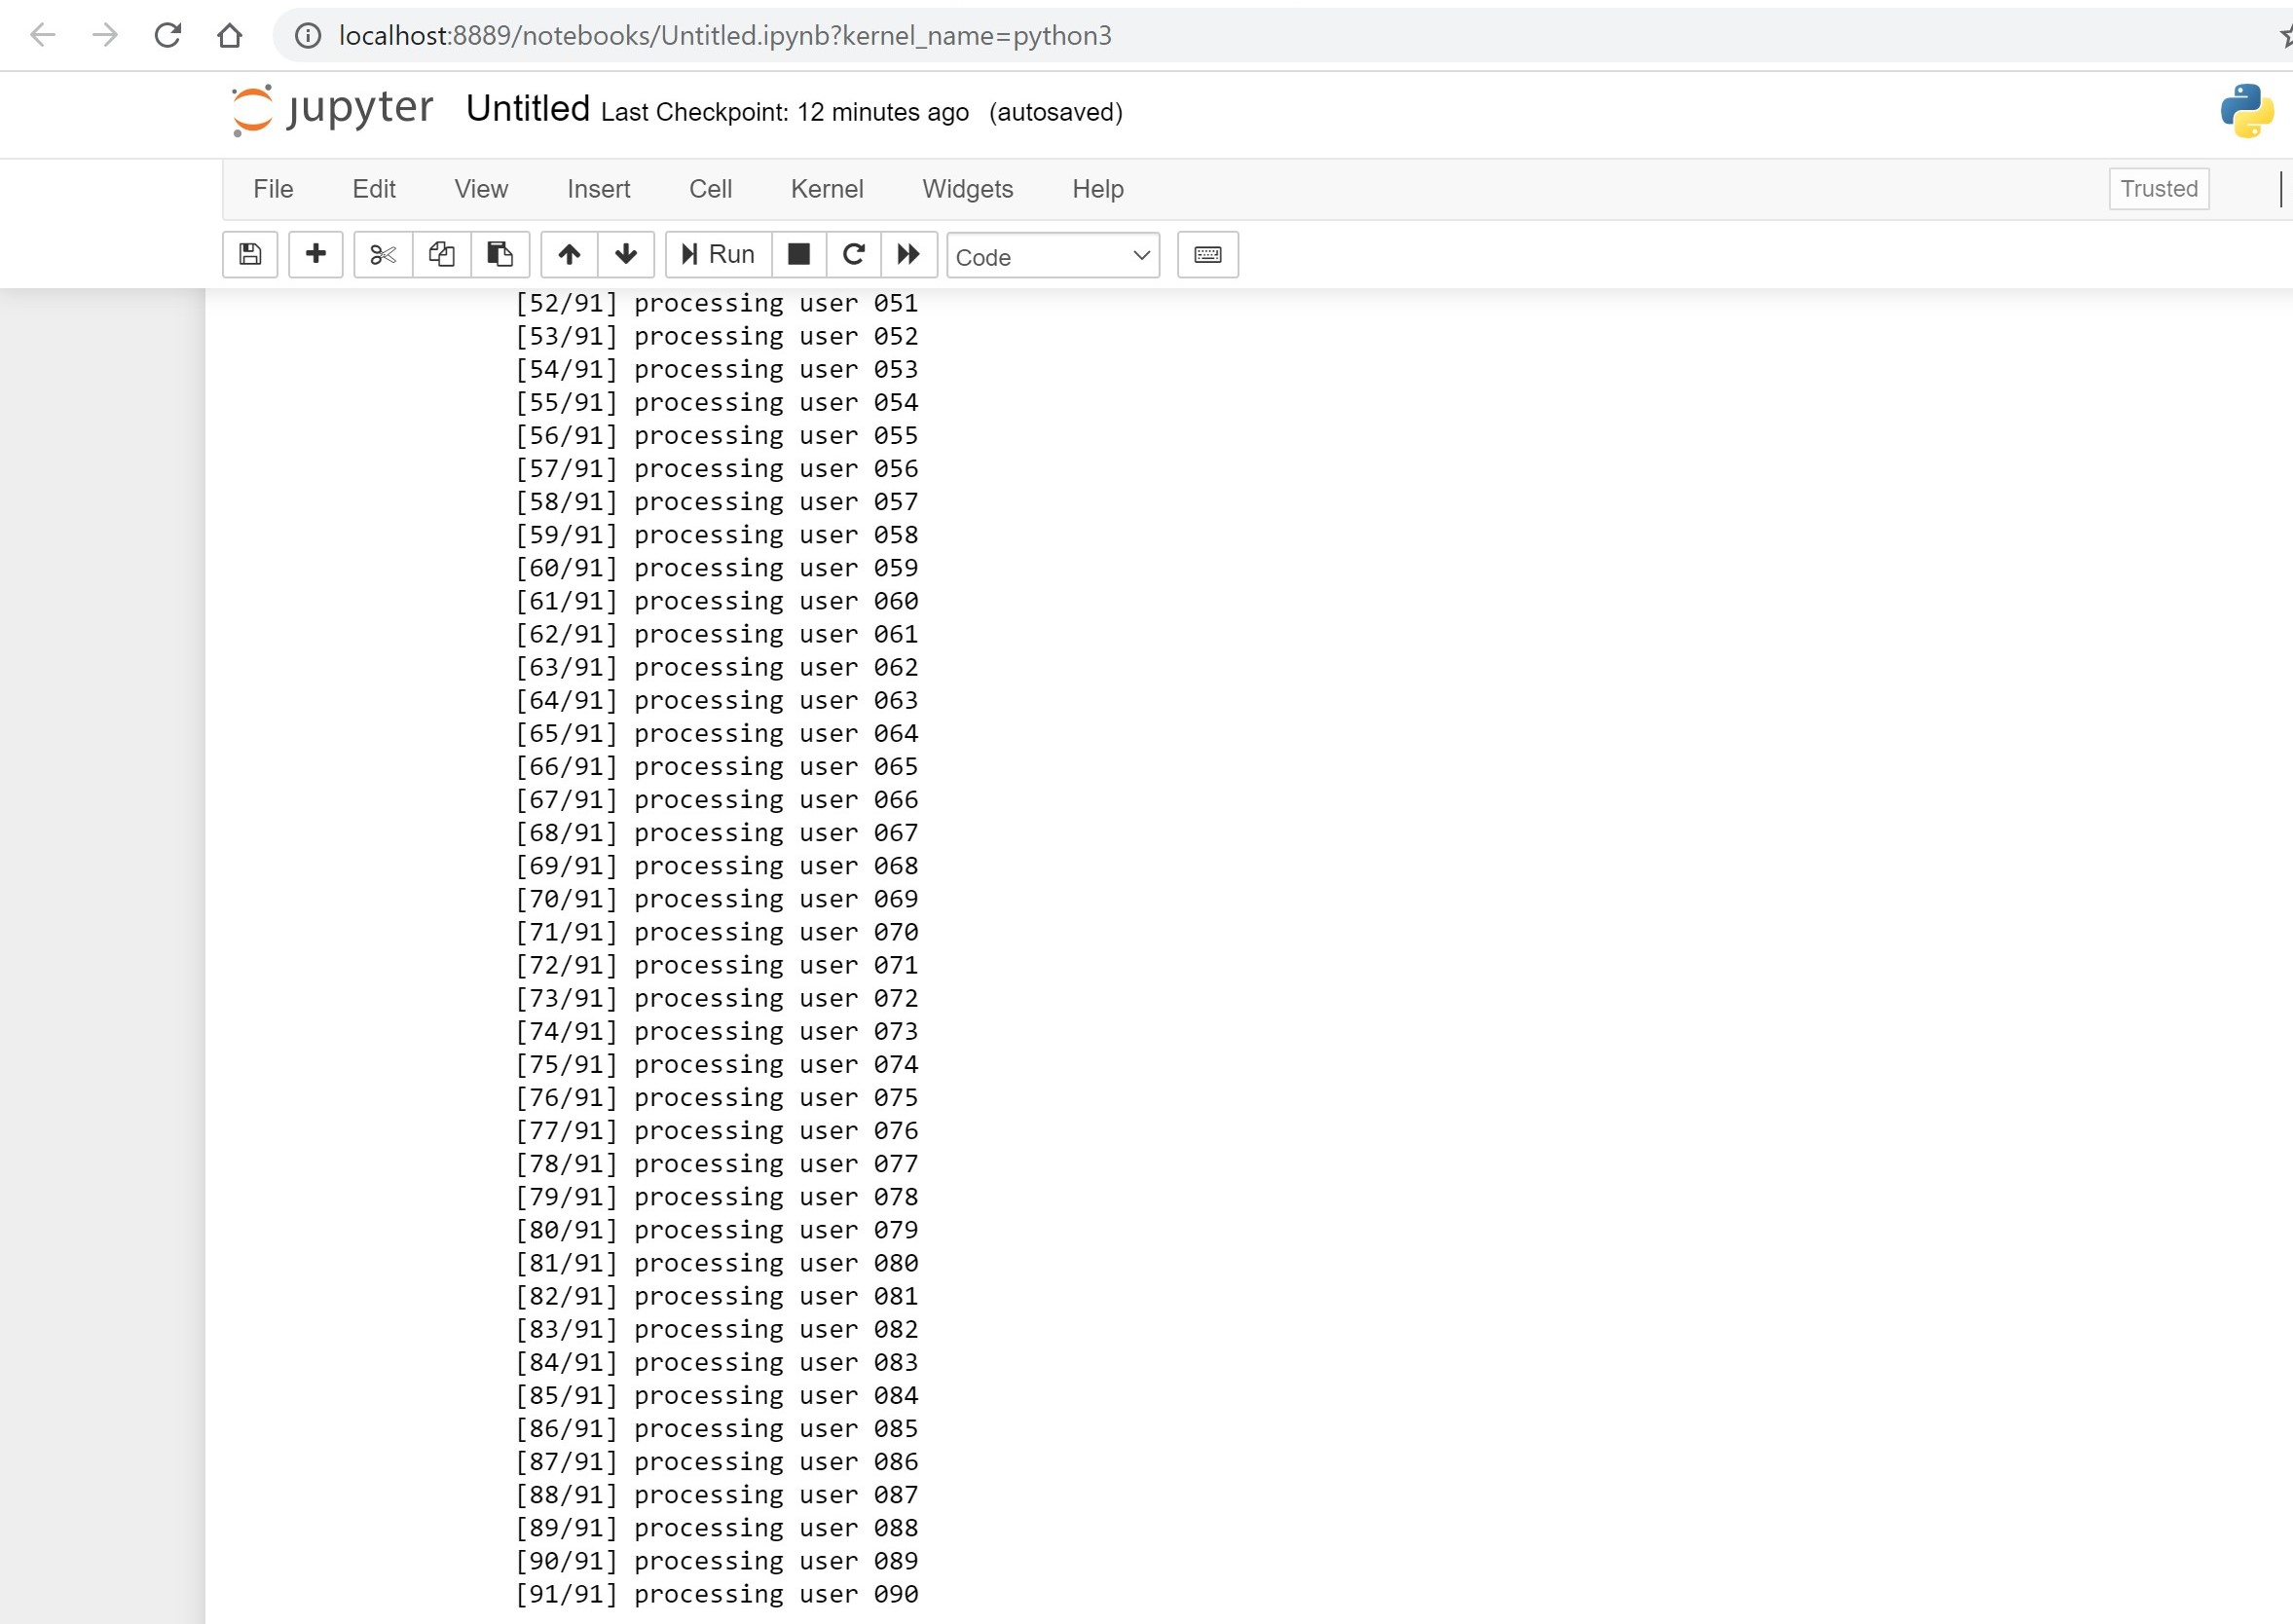 localhost:8889/notebooks/Untitled.ipynb?kernel_name=python3
jupyter Untitled Last Checkpoint: 12 minutes ago (autosaved)
File Edit View Insert Cell Kernel Widgets Help Trusted
Run Code
[52/91] processing user 051
[53/91] processing user 052
[54/91] processing user 053
[55/91] processing user 054
[56/91] processing user 055
[57/91] processing user 056
[58/91] processing user 057
[59/91] processing user 058
[60/91] processing user 059
[61/91] processing user 060
[62/91] processing user 061
[63/91] processing user 062
[64/91] processing user 063
[65/91] processing user 064
[66/91] processing user 065
[67/91] processing user 066
[68/91] processing user 067
[69/91] processing user 068
[70/91] processing user 069
[71/91] processing user 070
[72/91] processing user 071
[73/91] processing user 072
[74/91] processing user 073
[75/91] processing user 074
[76/91] processing user 075
[77/91] processing user 076
[78/91] processing user 077
[79/91] processing user 078
[80/91] processing user 079
[81/91] processing user 080
[82/91] processing user 081
[83/91] processing user 082
[84/91] processing user 083
[85/91] processing user 084
[86/91] processing user 085
[87/91] processing user 086
[88/91] processing user 087
[89/91] processing user 088
[90/91] processing user 089
[91/91] processing user 090